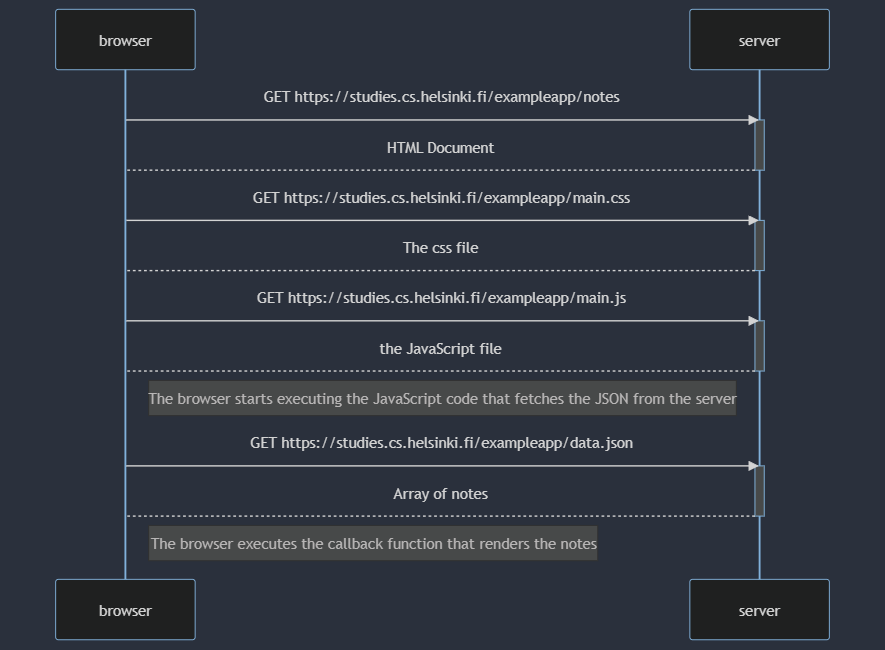 browser
server
GET https://studies.cs.helsinki.fi/exampleapp/notes
HTML Document
GET https://studies.cs.helsinki.fi/exampleapp/main.css
The css file
GET https://studies.cs.helsinki.fi/exampleapp/main.js
the JavaScript file
The browser starts executing the JavaScript code that fetches the JSON from the server
GET https://studies.cs.helsinki.fi/exampleapp/data.json
Array of notes
The browser executes the callback function that renders the notes
browser
server